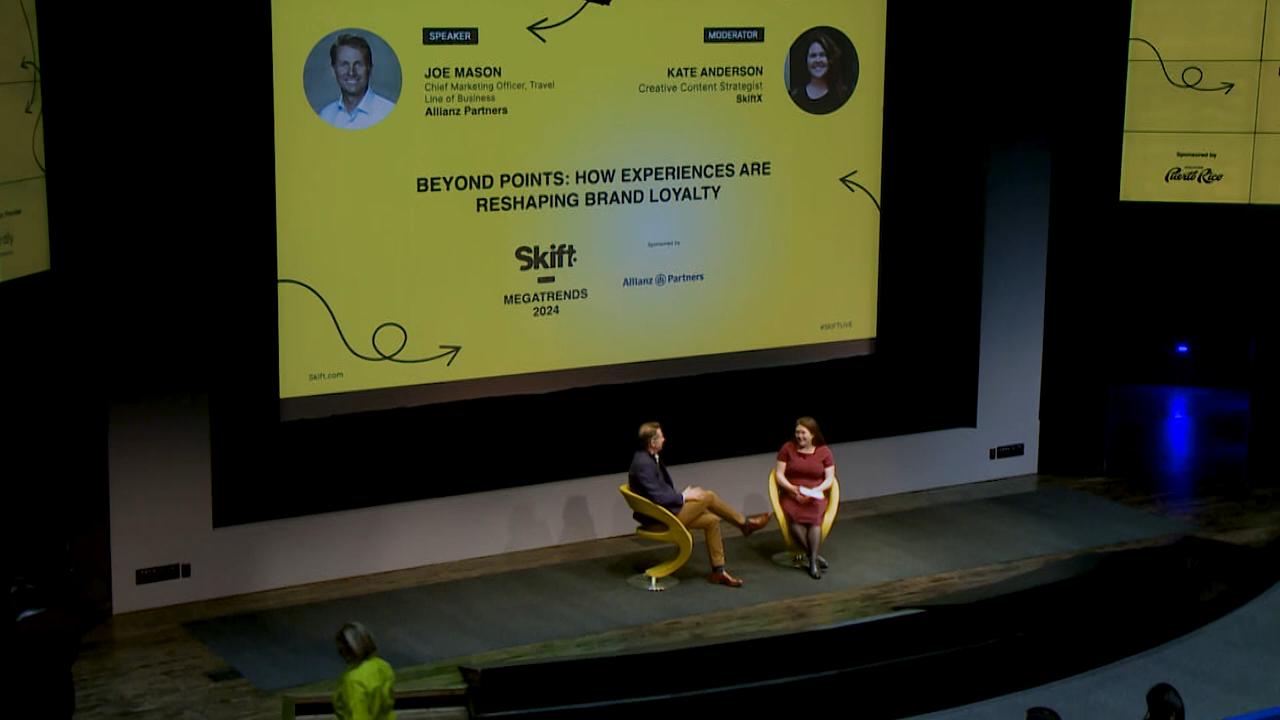 SPEAKER
JOE MASON
Chief Marketing Officer, Travel
Line of Business
Allianz Partners
MODERATOR
KATE ANDERSON
Creative Content Strategist
SkiftX
BEYOND POINTS: HOW EXPERIENCES ARE
RESHAPING BRAND LOYALTY
Skift
MEGATRENDS
2024
Sponsored by
Allianz Partners
#SKIFTLIVE
Skift.com
Sponsored by
Puerto Rico